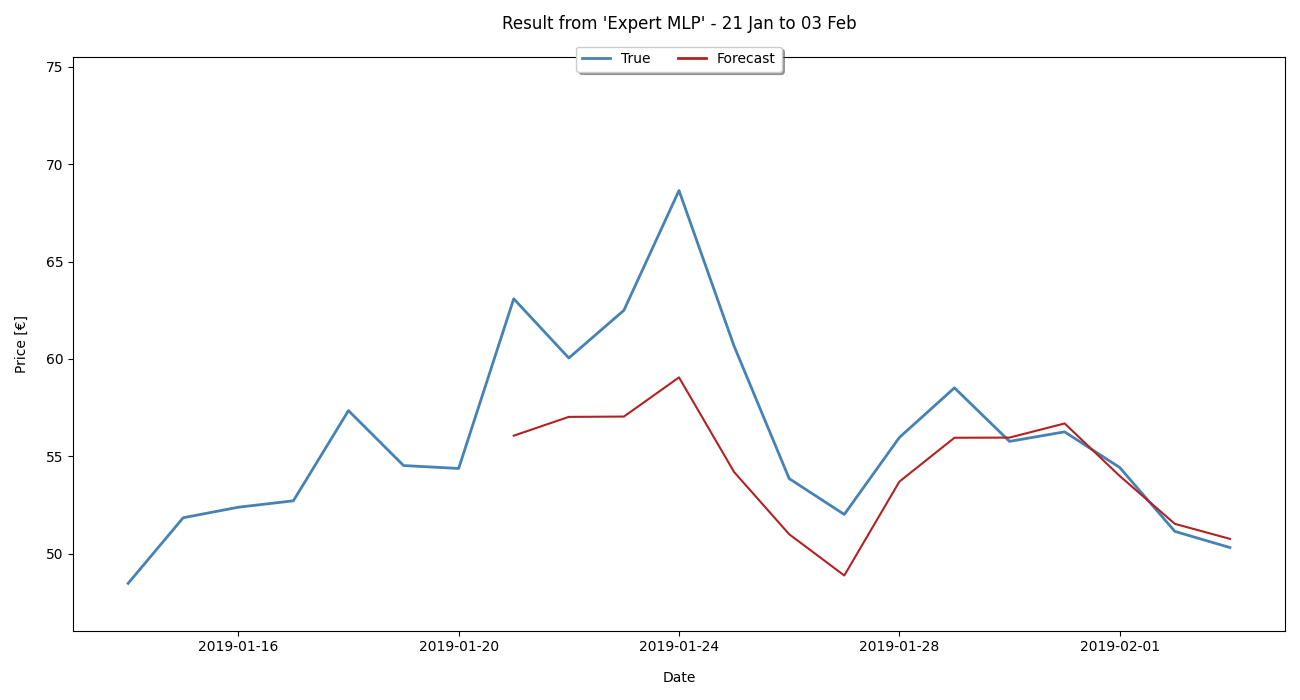 Result from 'Expert MLP' - 21 Jan to 03 Feb
True Forecast
75
70
65
60
55
50
Price [€]
2019-01-16 2019-01-20 2019-01-24 2019-01-28 2019-02-01
Date